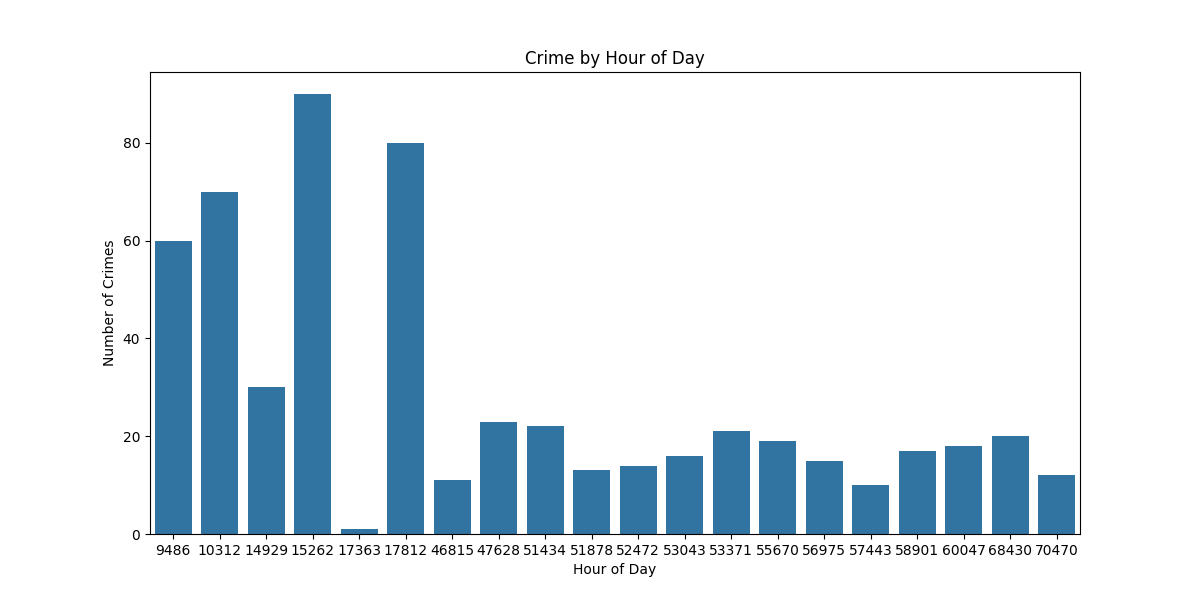 Crime by Hour of Day
80
60
40
20
0
Number of Crimes
9486 10312 14929 15262 17363 17812 46815 47628 51434 51878 52472 53043 53371 55670 56975 57443 58901 60047 68430 70470
Hour of Day